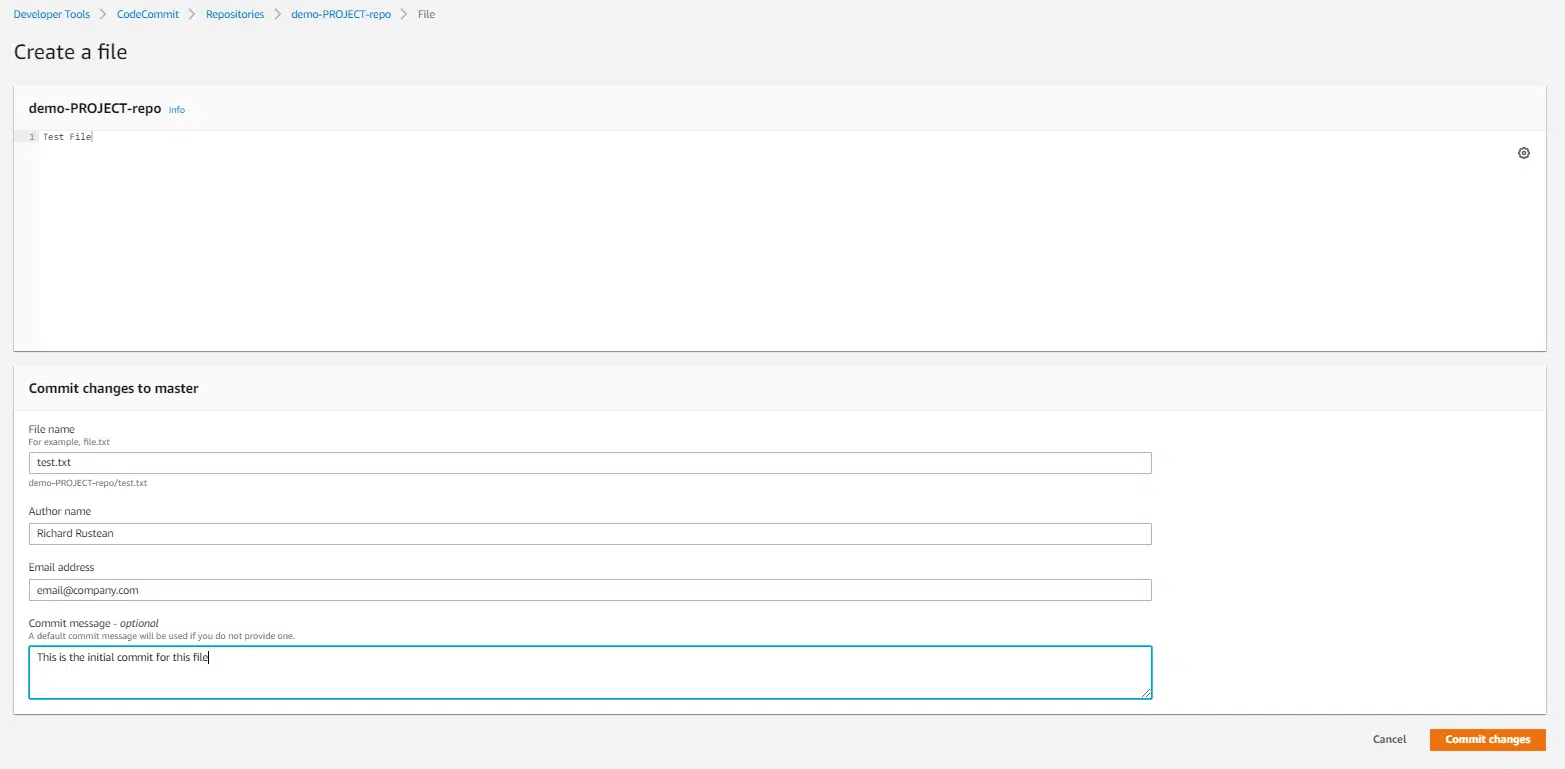 Developer Tools > CodeCommit > Repositories > demo-PROJECT-repo > File
Create a file
demo-PROJECT-repo Info
1 Test File
Commit changes to master
File name
For example, file.txt
test.txt
demo-PROJECT-repo/test.txt
Author name
Richard Rustean
Email address
email@company.com
Commit message - optional
A default commit message will be used if you do not provide one.
This is the initial commit for this file
Cancel Commit changes